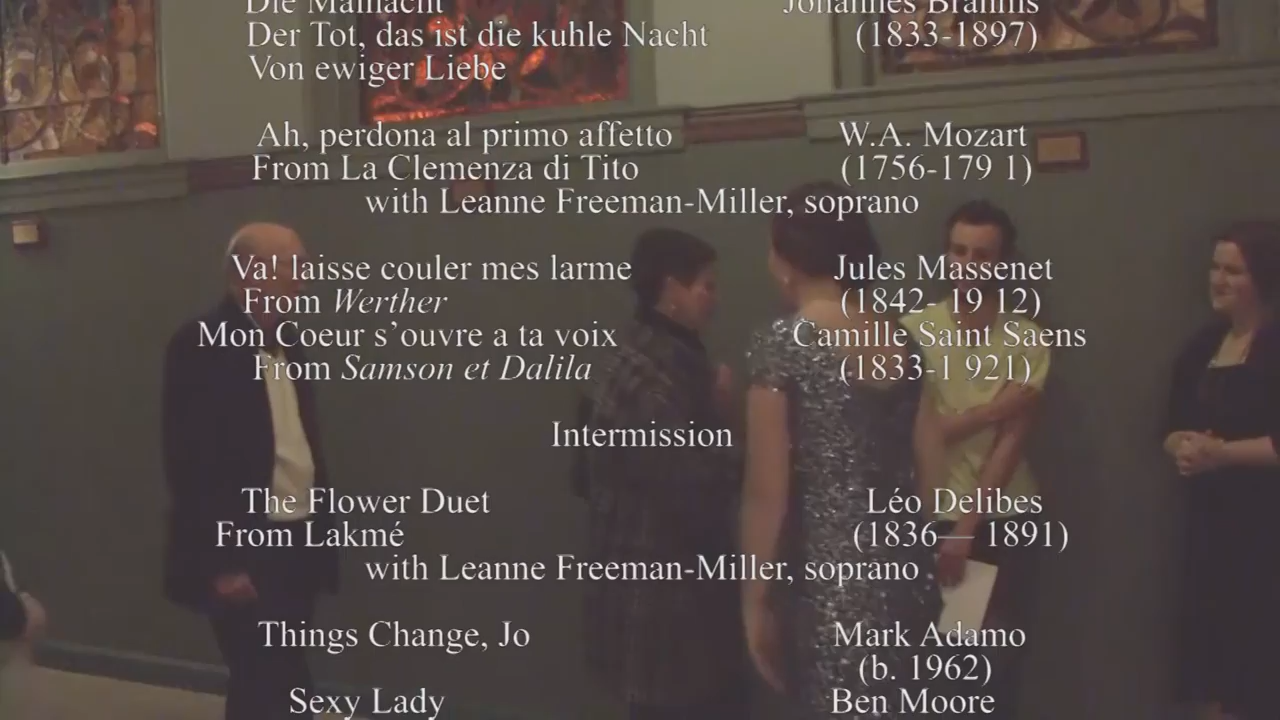 Die Mainacht Johannes Brahms
Der Tot, das ist die kuhle Nacht (1833-1897)
Von ewiger Liebe
Ah, perdona al primo affetto W.A. Mozart
From La Clemenza di Tito (1756-179 1)
with Leanne Freeman-Miller, soprano
Va! laisse couler mes larme Jules Massenet
From Werther (1842- 19 12)
Mon Coeur s’ouvre a ta voix Camille Saint Saens
From Samson et Dalila (1833-1 921)
Intermission
The Flower Duet Léo Delibes
From Lakmé (1836— 1891)
with Leanne Freeman-Miller, soprano
Things Change, Jo Mark Adamo
(b. 1962)
Sexy Lady Ben Moore